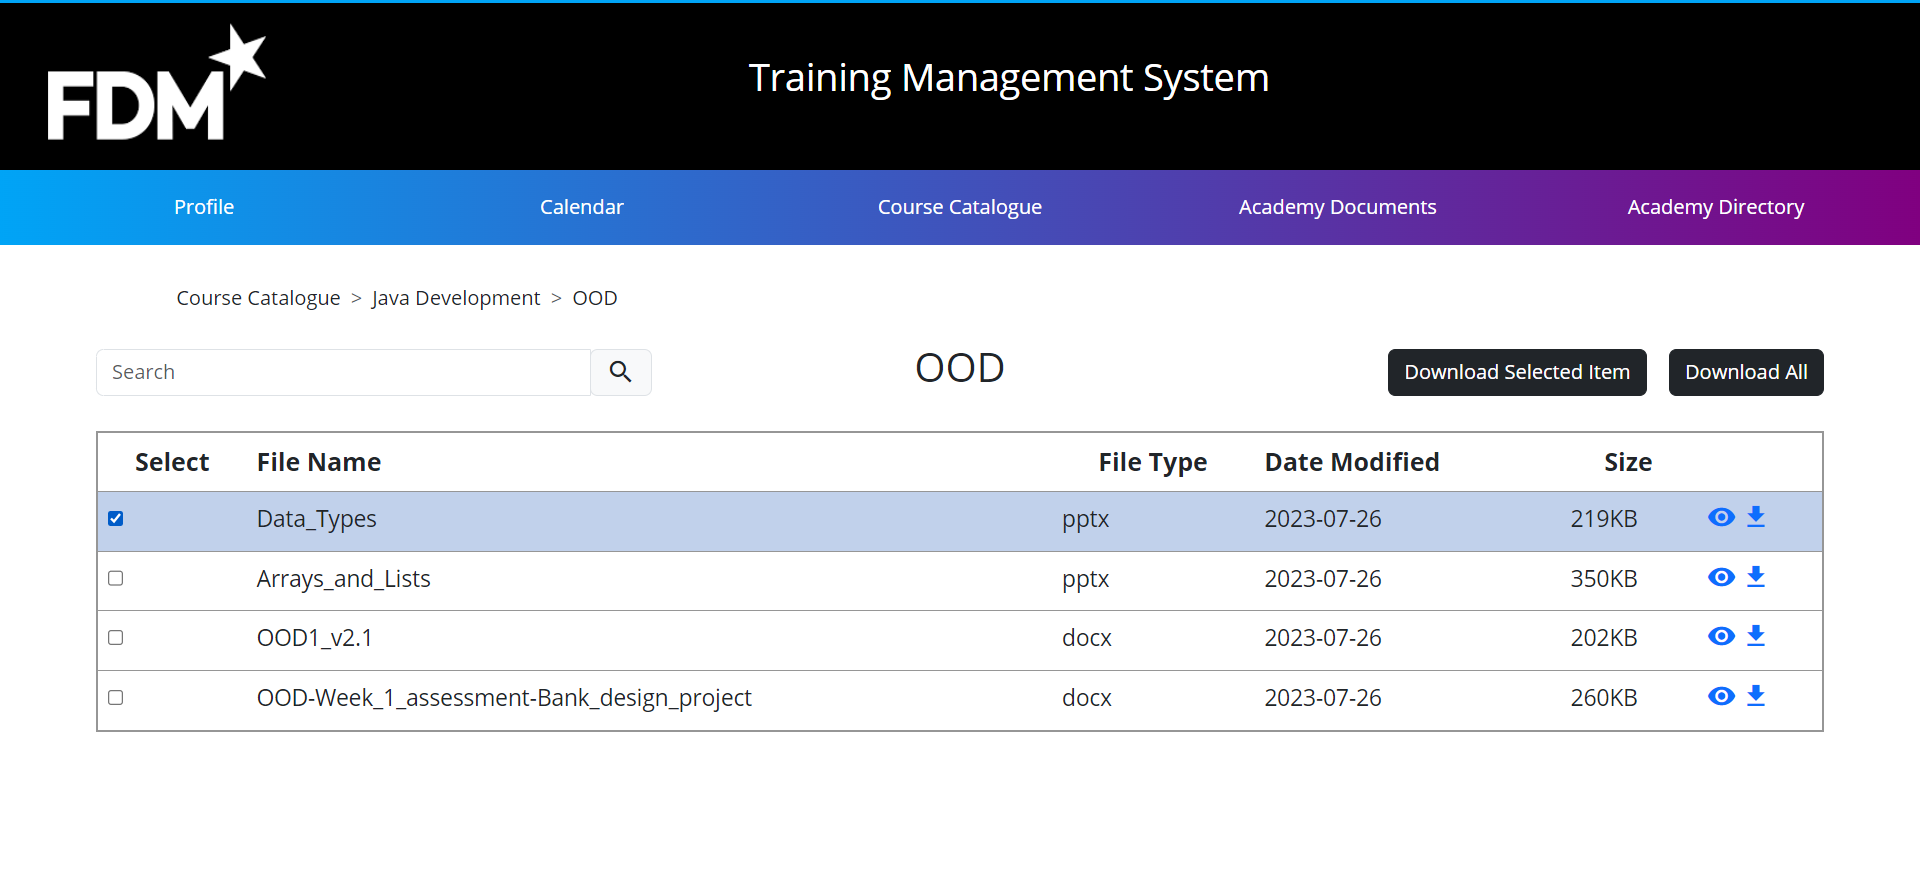 FDM
Training Management System
Profile Calendar Course Catalogue Academy Documents Academy Directory
Course Catalogue > Java Development > OOD
Search OOD Download Selected Item Download All
Select File Name File Type Date Modified Size
Data_Types pptx 2023-07-26 219KB
Arrays_and_Lists pptx 2023-07-26 350KB
OOD1_v2.1 docx 2023-07-26 202KB
OOD-Week_1_assessment-Bank_design_project docx 2023-07-26 260KB